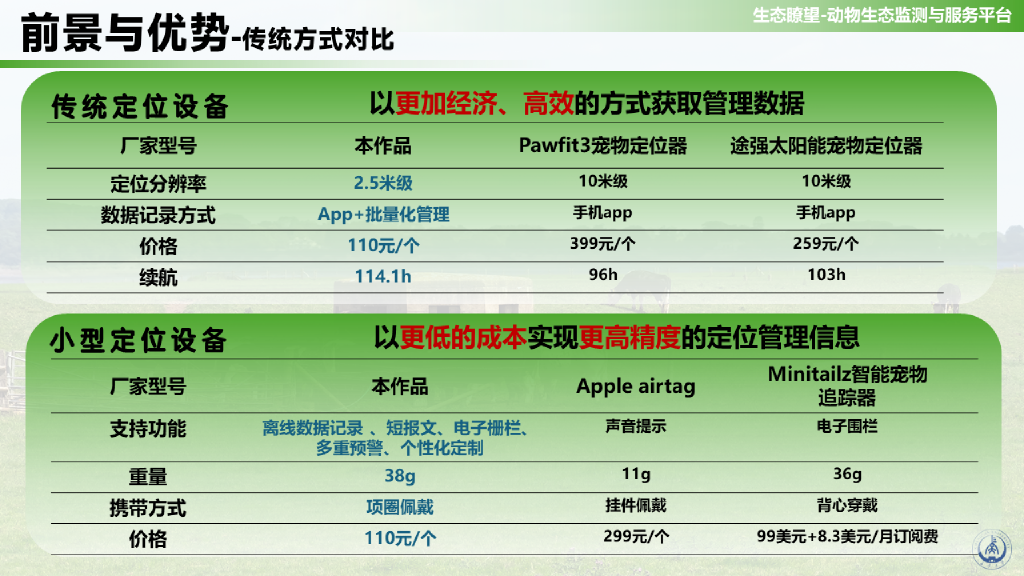 生态瞭望-动物生态监测与服务平台
前景与优势-传统方式对比
传统定位设备 以更加经济、高效的方式获取管理数据
厂家型号 本作品 Pawfit3宠物定位器 途强太阳能宠物定位器
定位分辨率 2.5米级 10米级 10米级
数据记录方式 App+批量化管理 手机app 手机app
价格 110元/个 399元/个 259元/个
续航 114.1h 96h 103h
小型定位设备 以更低的成本实现更高精度的定位管理信息
厂家型号 本作品 Apple airtag Minitailz智能宠物
追踪器
支持功能 离线数据记录 、短报文、电子栅栏、 声音提示 电子围栏
多重预警、个性化定制
重量 38g 11g 36g
携带方式 项圈佩戴 挂件佩戴 背心穿戴
价格 110元/个 299元/个 99美元+8.3美元/月订阅费